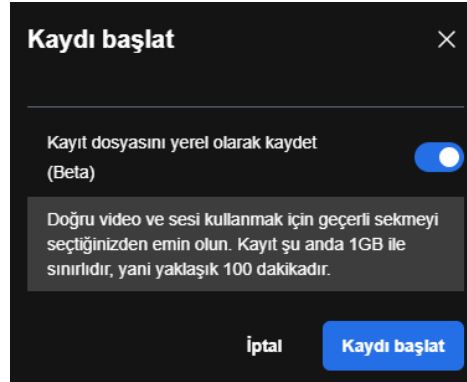 Kaydı başlat
Kayıt dosyasını yerel olarak kaydet
(Beta)
Doğru video ve sesi kullanmak için geçerli sekmeyi
seçtiğinizden emin olun. Kayıt şu anda 1GB ile
sınırlıdır, yani yaklaşık 100 dakikadır.
İptal
Kaydı başlat